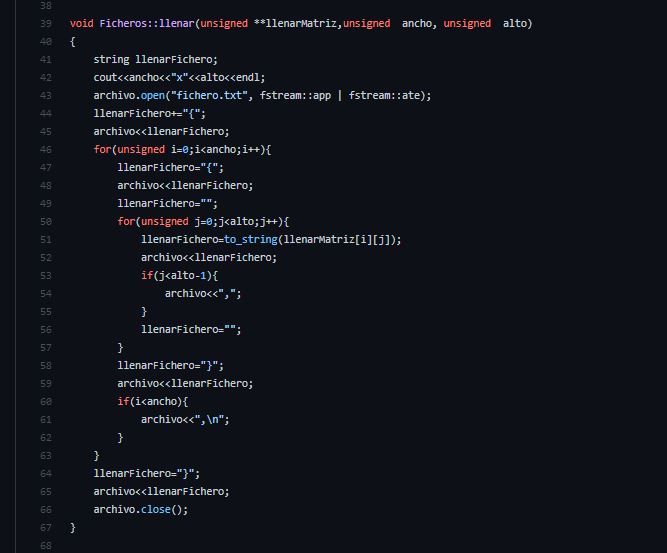 38
39 void Ficheros::llenar(unsigned **llenarMatriz,unsigned  ancho, unsigned  alto)
40 {
41     string llenarFichero;
42     cout<<ancho<<"x"<<alto<<endl;
43     archivo.open("fichero.txt", fstream::app | fstream::ate);
44     llenarFichero+="{";
45     archivo<<llenarFichero;
46     for(unsigned i=0;i<ancho;i++){
47         llenarFichero="{";
48         archivo<<llenarFichero;
49         llenarFichero="";
50         for(unsigned j=0;j<alto;j++){
51             llenarFichero=to_string(llenarMatriz[i][j]);
52             archivo<<llenarFichero;
53             if(j<alto-1){
54                 archivo<<",";
55             }
56             llenarFichero="";
57         }
58         llenarFichero="}";
59         archivo<<llenarFichero;
60         if(i<ancho){
61             archivo<<",\n";
62         }
63     }
64     llenarFichero="}";
65     archivo<<llenarFichero;
66     archivo.close();
67 }
68